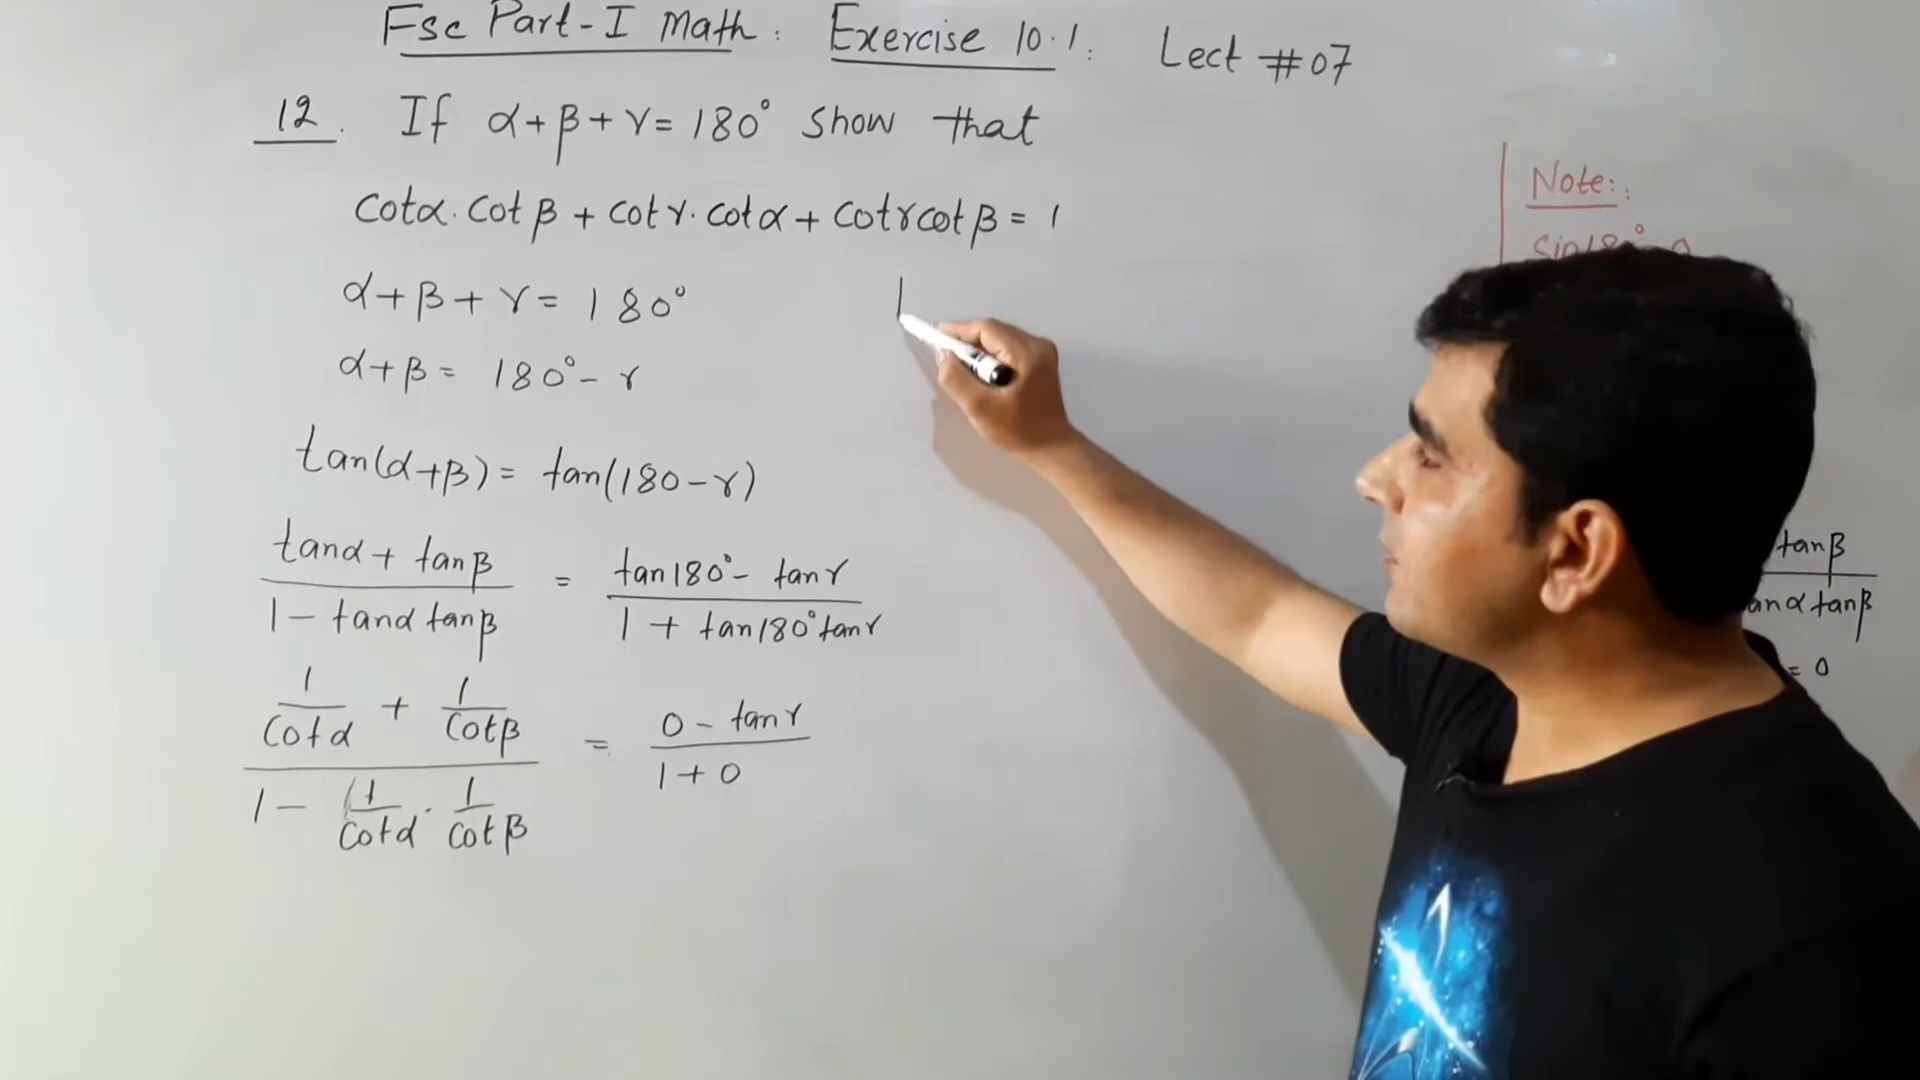 Fsc Part-I Math: Exercise 10.1: Lect #07
12. If α+β+γ=180° show that
cotα.cotβ + cotγ.cotα + cotγcotβ = 1
α+β+γ= 180°
α+β= 180°-γ
tan(α+β)= tan(180-γ)
tanα+tanβ / 1-tanα tanβ = tan180°-tanγ / 1+tan180°tanγ
1/cotα + 1/cotβ / 1- 1/cotα . 1/cotβ = 0-tanγ / 1+0
Note:
sin180° 0
tanβ
anα tanβ
= 0